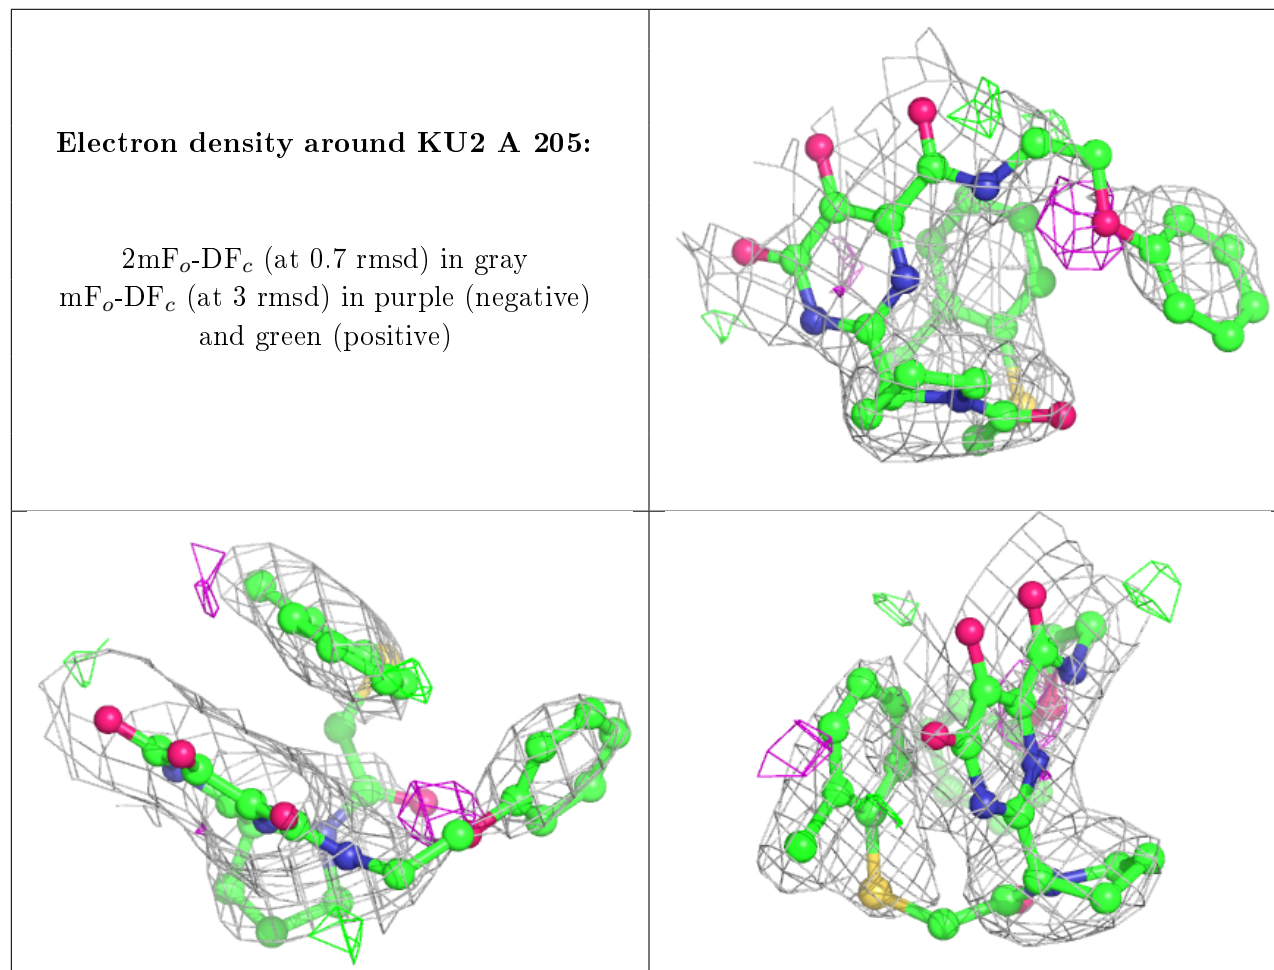 Electron density around KU2 A 205:
2mFo-DFc (at 0.7 rmsd) in gray
mFo-DFc (at 3 rmsd) in purple (negative)
and green (positive)